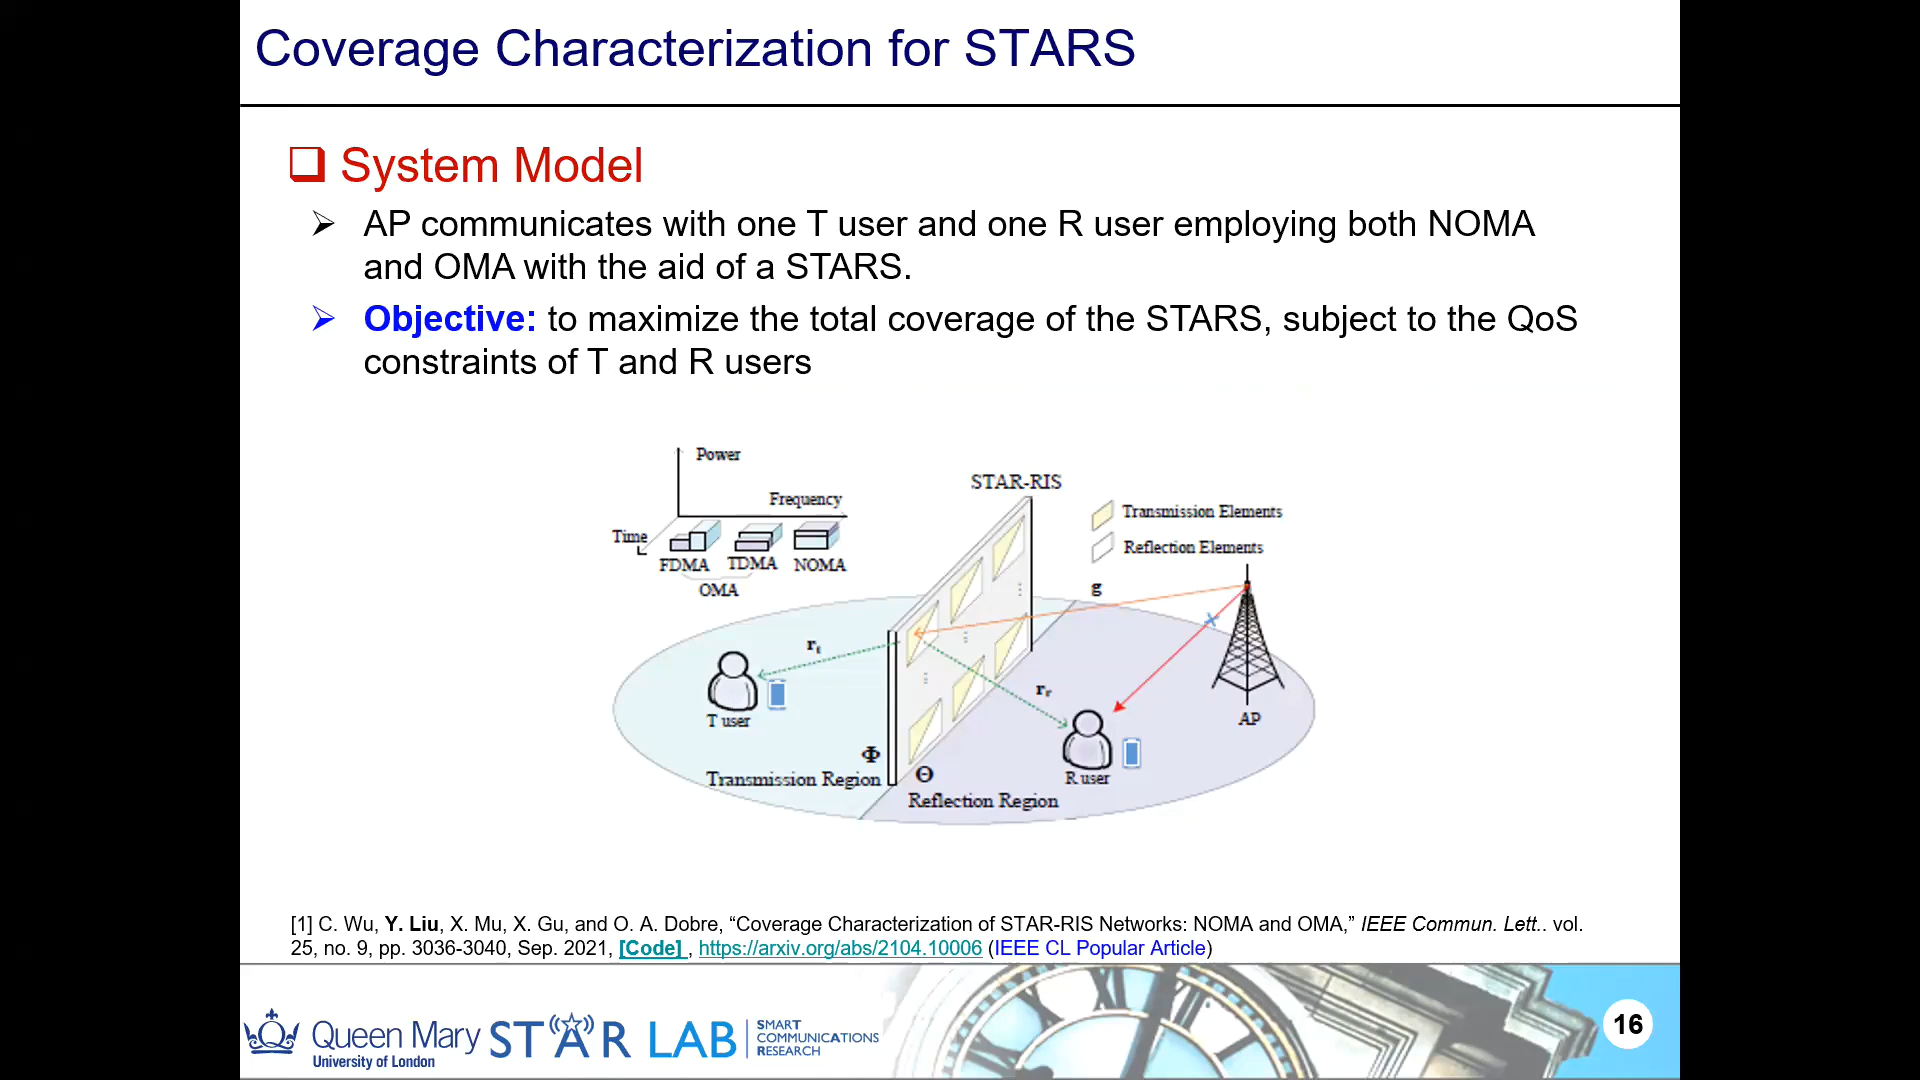 Coverage Characterization for STARS
System Model
AP communicates with one T user and one R user employing both NOMA
and OMA with the aid of a STARS.
Objective: to maximize the total coverage of the STARS, subject to the QoS
constraints of T and R users
Power
Frequency
Time
FDMA TDMA NOMA
OMA
STAR-RIS
Transmission Elements
Reflection Elements
g
rt
rr
T user
R user
AP
Φ
Transmission Region
Θ
Reflection Region
[1] C. Wu, Y. Liu, X. Mu, X. Gu, and O. A. Dobre, “Coverage Characterization of STAR-RIS Networks: NOMA and OMA,” IEEE Commun. Lett.. vol.
25, no. 9, pp. 3036-3040, Sep. 2021, [Code] , https://arxiv.org/abs/2104.10006 (IEEE CL Popular Article)
Queen Mary
University of London
STAR LAB
SMART
COMMUNICATIONS
RESEARCH
16